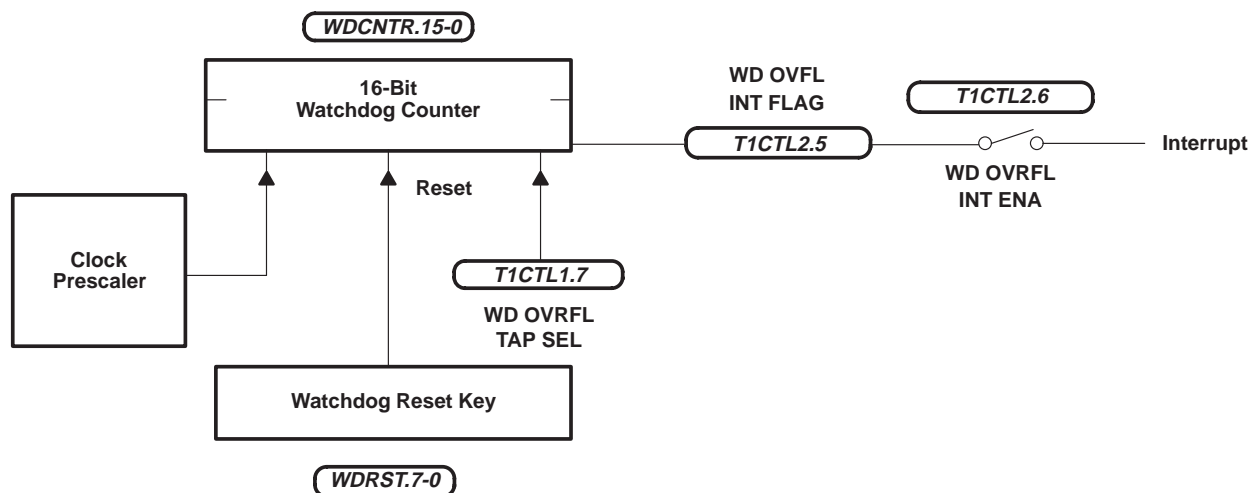 WDCNTR.15-0
16-Bit
Watchdog Counter
WD OVFL
INT FLAG
T1CTL2.6
T1CTL2.5
Interrupt
WD OVRFL
INT ENA
Reset
Clock
Prescaler
T1CTL1.7
WD OVRFL
TAP SEL
Watchdog Reset Key
WDRST.7-0